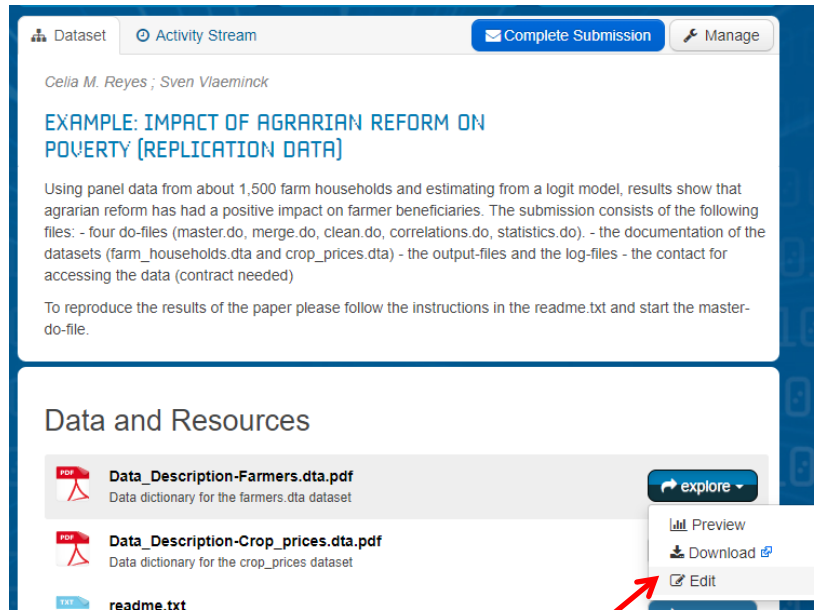 Dataset Activity Stream Complete Submission Manage
Celia M. Reyes ; Sven Vlaeminck
EXAMPLE: IMPACT OF AGRARIAN REFORM ON
POVERTY (REPLICATION DATA)
Using panel data from about 1,500 farm households and estimating from a logit model, results show that
agrarian reform has had a positive impact on farmer beneficiaries. The submission consists of the following
files: - four do-files (master.do, merge.do, clean.do, correlations.do, statistics.do). - the documentation of the
datasets (farm_households.dta and crop_prices.dta) - the output-files and the log-files - the contact for
accessing the data (contract needed)
To reproduce the results of the paper please follow the instructions in the readme.txt and start the master-
do-file.
Data and Resources
PDF Data_Description-Farmers.dta.pdf
Data dictionary for the farmers.dta dataset
explore
Preview
PDF Data_Description-Crop_prices.dta.pdf
Data dictionary for the crop_prices dataset
Download
Edit
TXT readme.txt